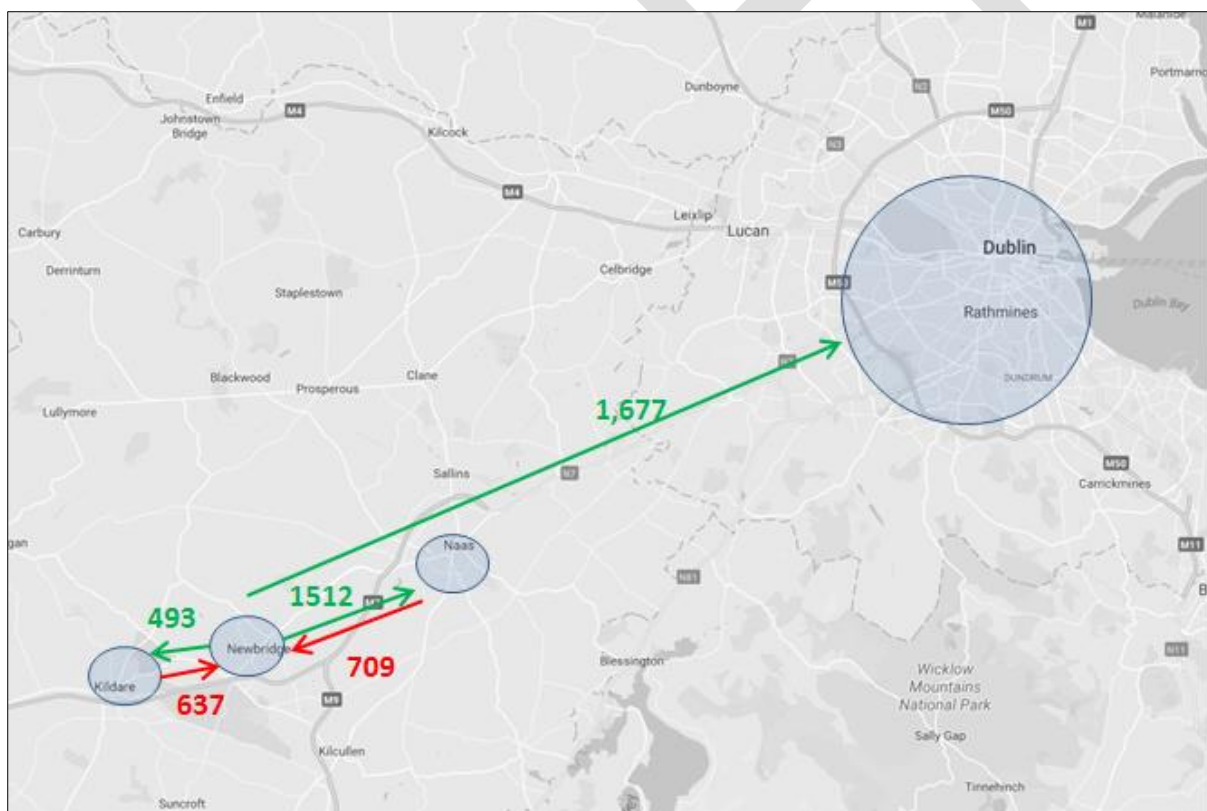 Malahide
M1
Portmarno
Dunboyne
N2
M50
Enfield
M4
Johnstown
Bridge
Kilcock
N3
M4
Leixlip
Lucan
Carbury
Dublin
Derrinturn
Celbridge
Staplestown
M50
Dublin Bay
Rathmines
Clane
Blackwood
Prosperous
DUNDRUM
Lullymore
1,677
Sallins
N7
M50
Carrickmines
gan
Naas
M11
N81
1512
M7
493
B
Newbridge
709
Blessington
N11
Kildare
637
Wicklow
Mountains
National Park
M9
Sally Gap
Kilcullen
Tinnehinch
Suncroft